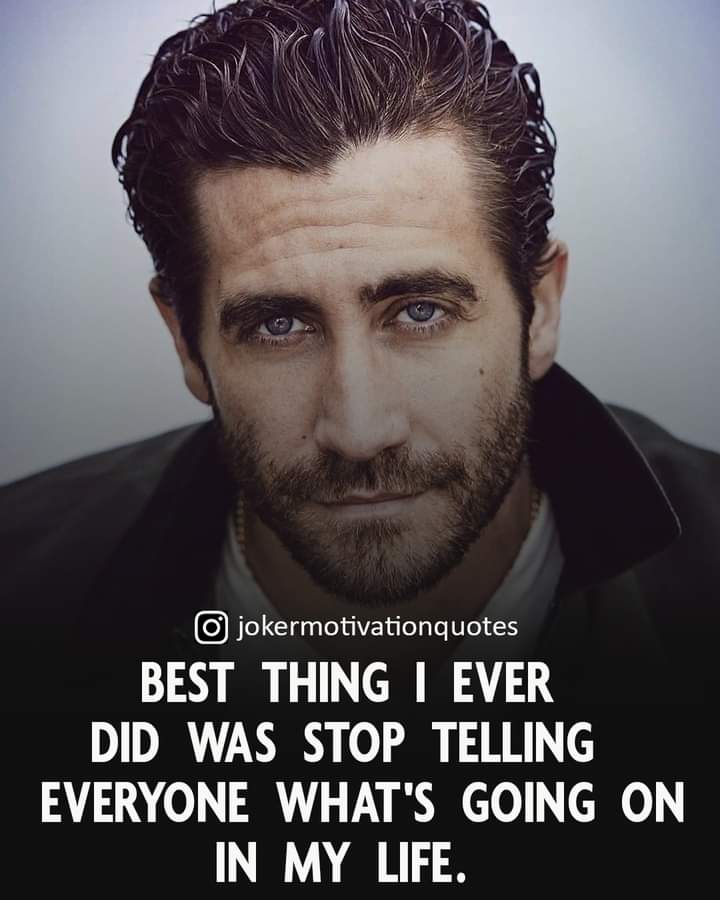 jokermotivationquotes
BEST THING I EVER
DID WAS STOP TELLING
EVERYONE WHAT'S GOING ON
IN MY LIFE.